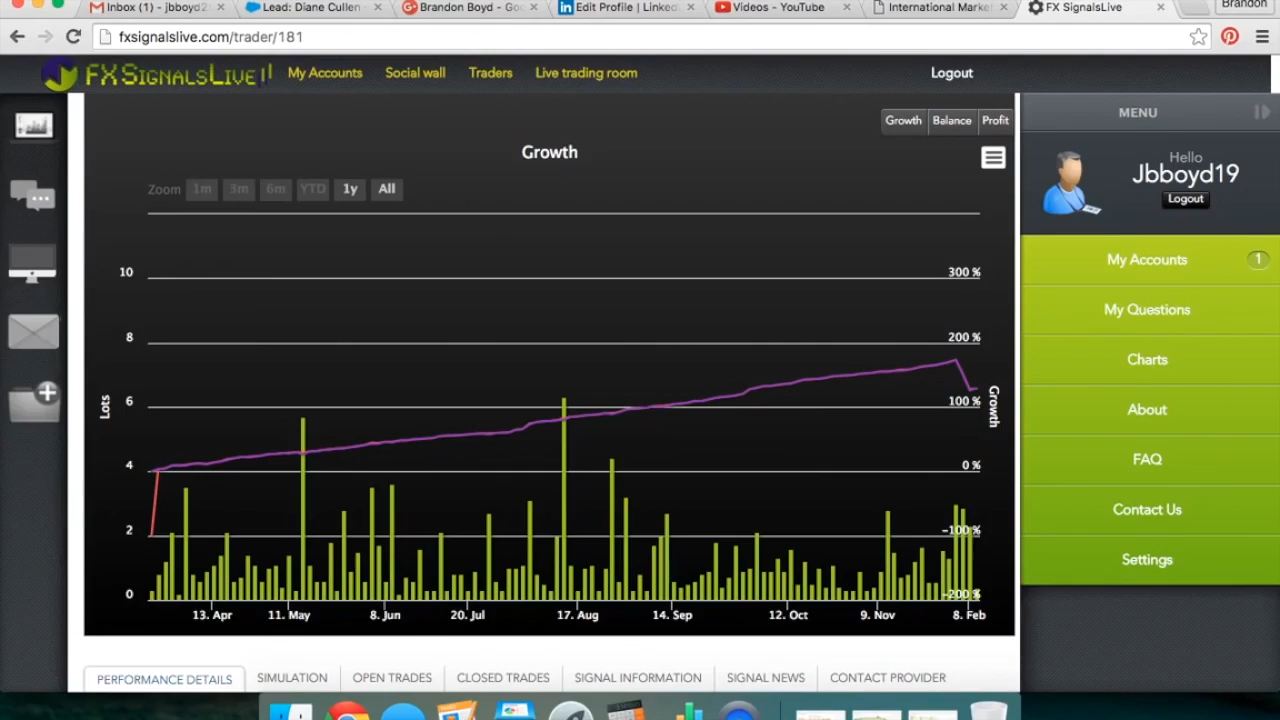 Inbox (1) - jbboyd2
Lead: Diane Cullen -
Brandon Boyd - Goo
Edit Profile | LinkedI
Videos - YouTube
International Market
FX SignalsLive
Brandon
fxsignalslive.com/trader/181
FXSIGNALSLIVE
My Accounts
Social wall
Traders
Live trading room
Logout
Growth
Balance
Profit
MENU
Growth
Hello
Jbboyd19
Logout
Zoom
1m
3m
6m
YTD
1y
All
My Accounts
1
My Questions
Charts
About
FAQ
Contact Us
Settings
10
8
6
4
2
0
Lots
300 %
200 %
100 %
0 %
-100 %
-200 %
Growth
13. Apr
11. May
8. Jun
20. Jul
17. Aug
14. Sep
12. Oct
9. Nov
8. Feb
PERFORMANCE DETAILS
SIMULATION
OPEN TRADES
CLOSED TRADES
SIGNAL INFORMATION
SIGNAL NEWS
CONTACT PROVIDER